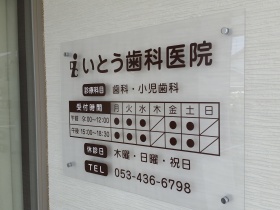 いとう歯科医院
診療科目 歯科・小児歯科
受付時間 月 火 水 木 金 土 日
午前 9:00~12:00 ● ● ● ／ ● ● ／
午後 15:00~18:30 ● ● ● ／ ● ● ／
休診日 木曜・日曜・祝日
TEL 053-436-6798